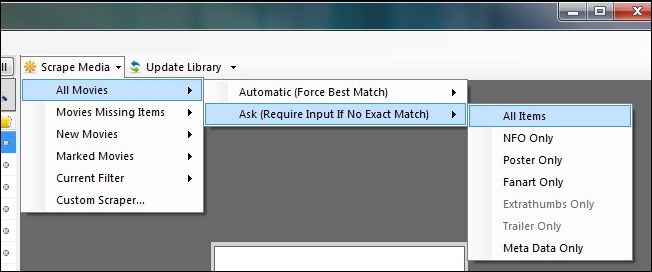 ll
Scrape Media
Update Library
All Movies
Movies Missing Items
New Movies
Marked Movies
Current Filter
Custom Scraper...
Automatic (Force Best Match)
Ask (Require Input If No Exact Match)
All Items
NFO Only
Poster Only
Fanart Only
Extrathumbs Only
Trailer Only
Meta Data Only